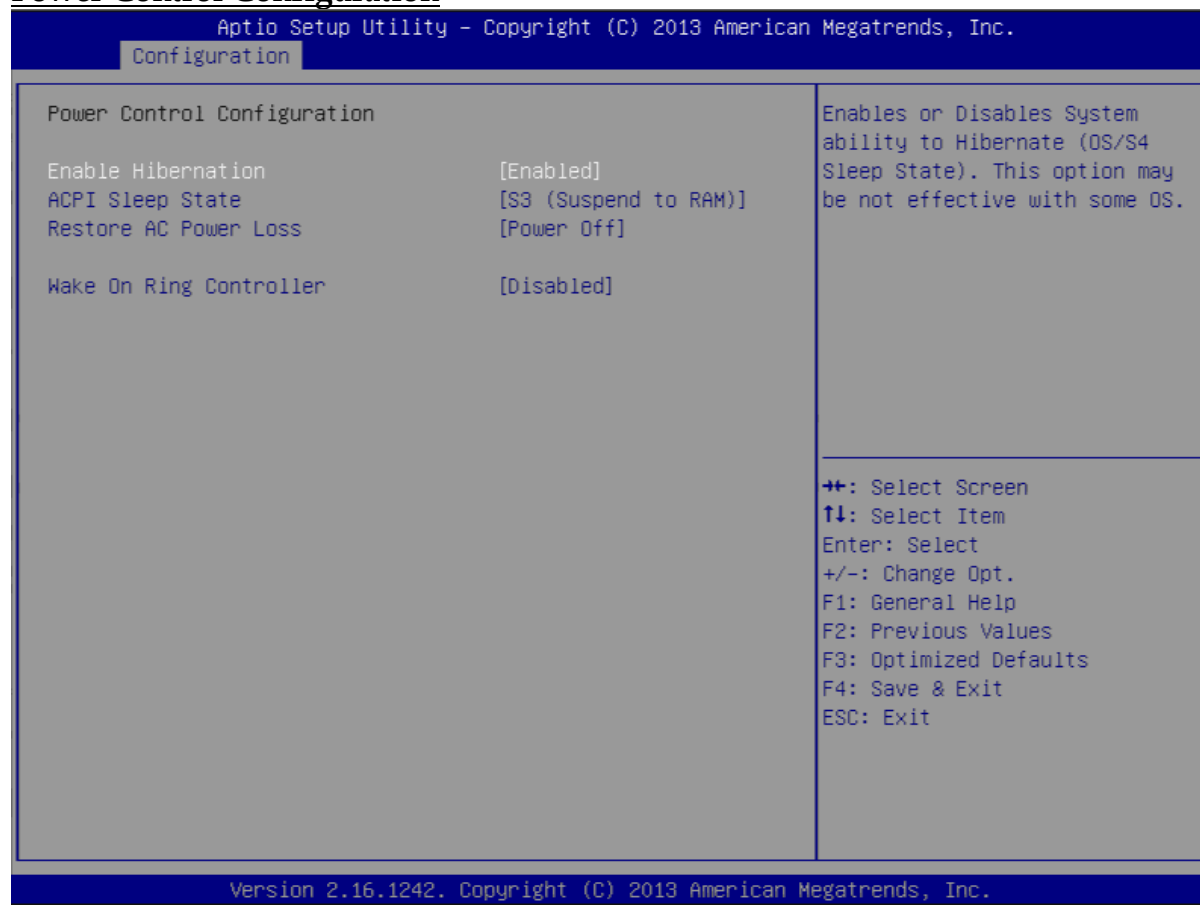 Power Control Configuration
Aptio Setup Utility – Copyright (C) 2013 American Megatrends, Inc.
Configuration
Power Control Configuration
Enable Hibernation [Enabled]
ACPI Sleep State [S3 (Suspend to RAM)]
Restore AC Power Loss [Power Off]
Wake On Ring Controller [Disabled]
Enables or Disables System
ability to Hibernate (OS/S4
Sleep State). This option may
be not effective with some OS.
→←: Select Screen
↑↓: Select Item
Enter: Select
+/-: Change Opt.
F1: General Help
F2: Previous Values
F3: Optimized Defaults
F4: Save & Exit
ESC: Exit
Version 2.16.1242. Copyright (C) 2013 American Megatrends, Inc.